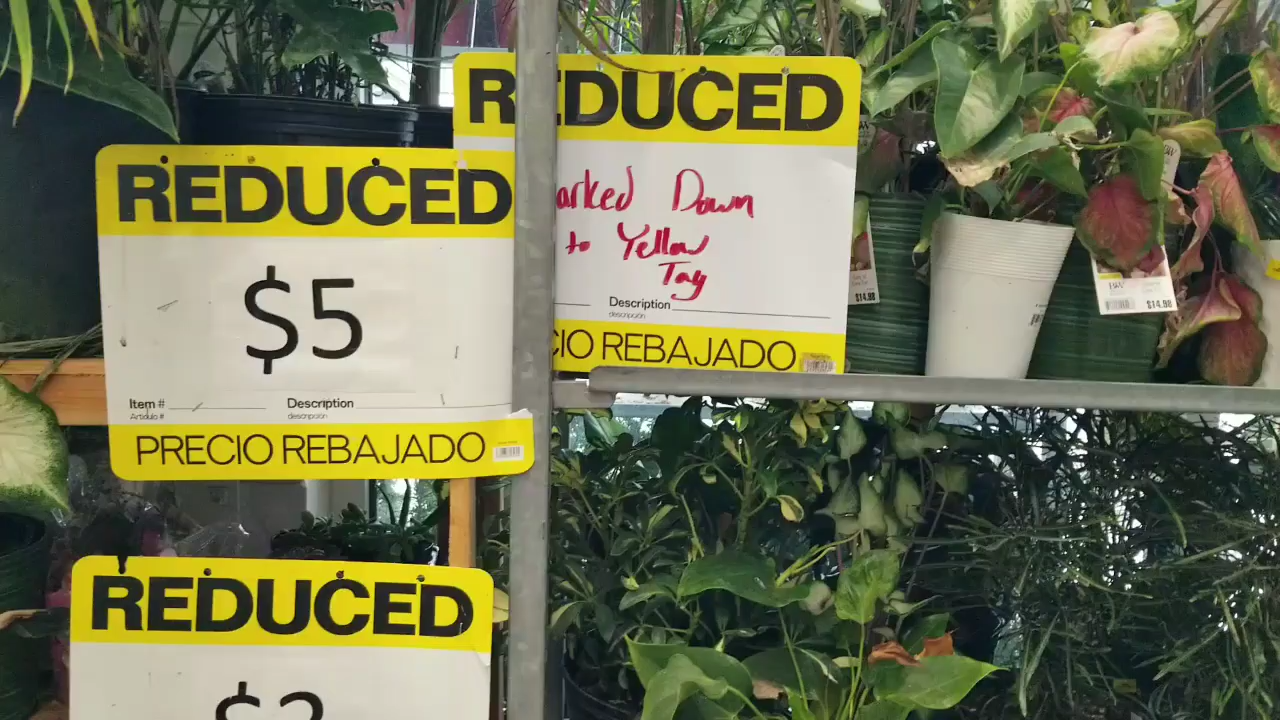 REDUCED
$5
Item # Description
Artículo # descripción
PRECIO REBAJADO
REDUCED
arked Down
to Yellow
Tag
Description
descripción
CIO REBAJADO
$14.98
$14.98
REDUCED